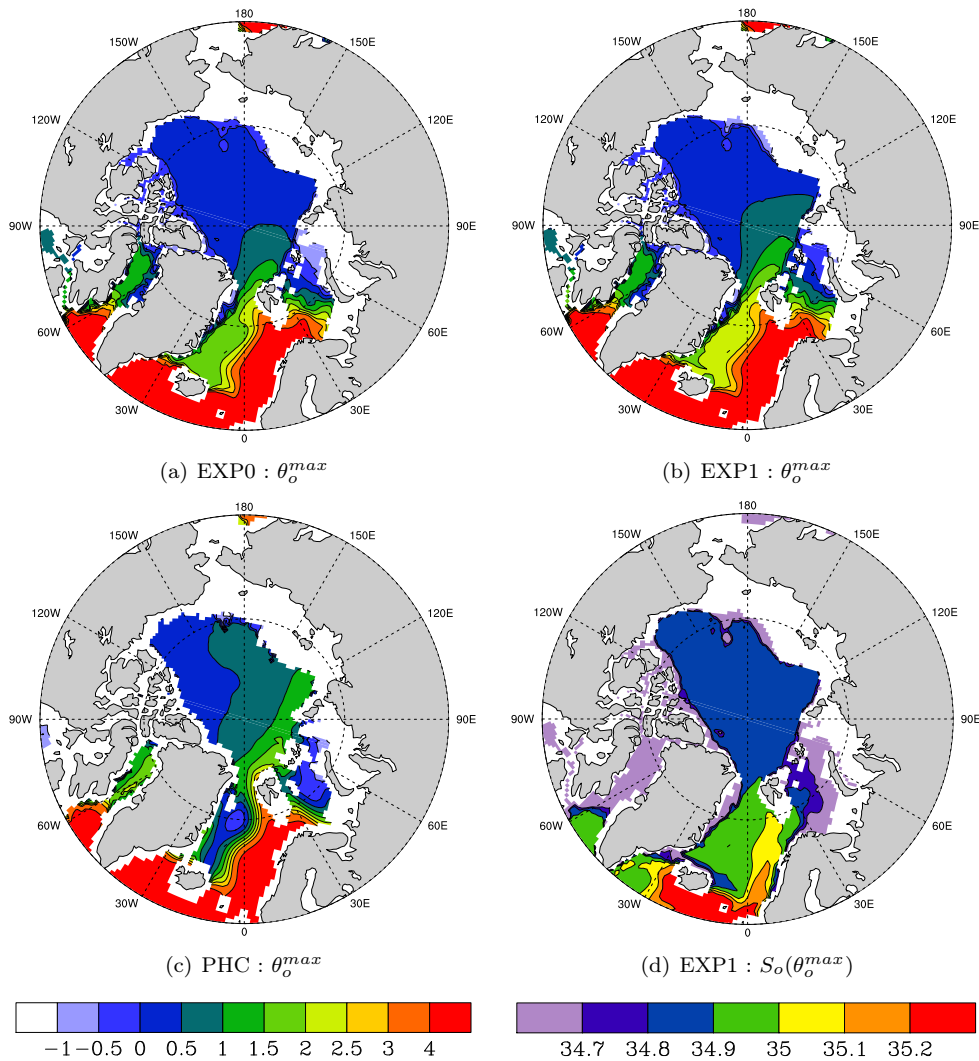 180
150W
150E
120W
120E
90W
90E
60W
60E
30W
30E
0
(a) EXP0 : θ_o^{max}
180
150W
150E
120W
120E
90W
90E
60W
60E
30W
30E
0
(b) EXP1 : θ_o^{max}
180
150W
150E
120W
120E
90W
90E
60W
60E
30W
30E
0
(c) PHC : θ_o^{max}
180
150W
150E
120W
120E
90W
90E
60W
60E
30W
30E
0
(d) EXP1 : S_o(θ_o^{max})
−1 −0.5 0 0.5 1 1.5 2 2.5 3 4
34.7 34.8 34.9 35 35.1 35.2